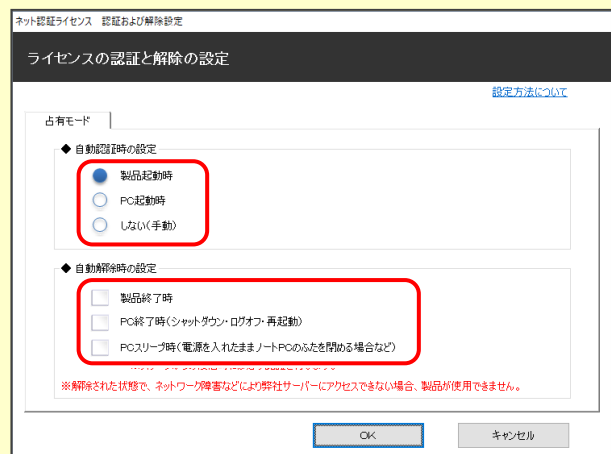 ネット認証ライセンス 認証および解除設定
ライセンスの認証と解除の設定
設定方法について
占有モード
◆ 自動認証時の設定
製品起動時
PC起動時
しない(手動)
◆ 自動解除時の設定
製品終了時
PC終了時(シャットダウン・ログオフ・再起動)
PCスリープ時(電源を入れたままノートPCのふたを閉める場合など)
※解除された状態で、ネットワーク障害などにより弊社サーバーにアクセスできない場合、製品が使用できません。
OK
キャンセル